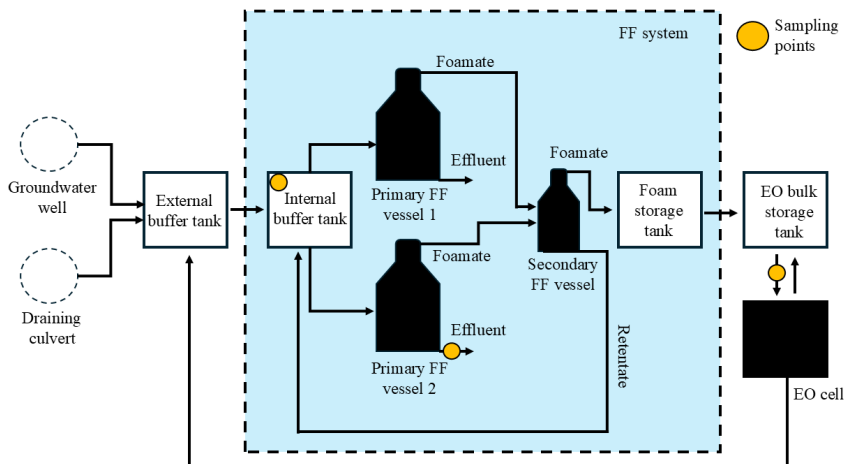 FF system
Sampling
points
Foamate
Effluent
Primary FF
vessel 1
Groundwater
well
External
buffer tank
Internal
buffer tank
Foamate
Foam
storage
tank
EO bulk
storage
tank
Foamate
Secondary
FF vessel
Draining
culvert
Effluent
Primary FF
vessel 2
Retentate
EO cell